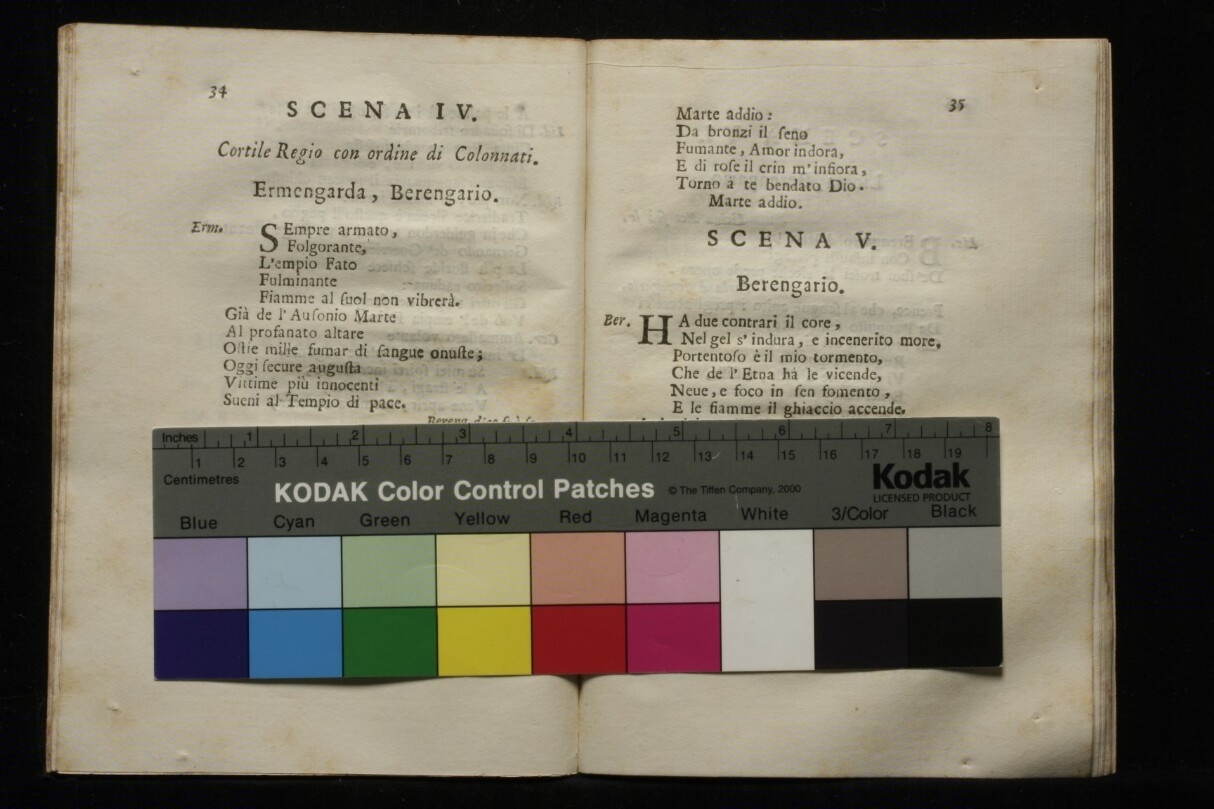 34
SCENA IV.
Cortile Regio con ordine di Colonnati.
Ermengarda, Berengario.
Erm. SEmpre armato,
Folgorante,
L'empio Fato
Fulminante
Fiamme al ſuol non vibrerà.
Già de l'Auſonio Marte
Al profanato altare
Oſtie mille fumar di ſangue onuſte;
Oggi ſecure auguſta
Vittime più innocenti
Sueni al Tempio di pace.
35
Marte addio:
Da bronzi il ſeno
Fumante, Amor indora,
E di roſe il crin m'infiora,
Torno à te bendato Dio.
Marte addio.
SCENA V.
Berengario.
Ber. HA due contrari il core,
Nel gel s'indura, e incenerito more,
Portentoſo è il mio tormento,
Che de l'Etna há le vicende,
Neue, e foco in ſen fomento,
E le fiamme il ghiaccio accende.
Inches 1 2 3 4 5 6 7 8
1 2 3 4 5 6 7 8 9 10 11 12 13 14 15 16 17 18 19
Centimetres
KODAK Color Control Patches © The Tiffen Company, 2000
Kodak
LICENSED PRODUCT
Blue Cyan Green Yellow Red Magenta White 3/Color Black